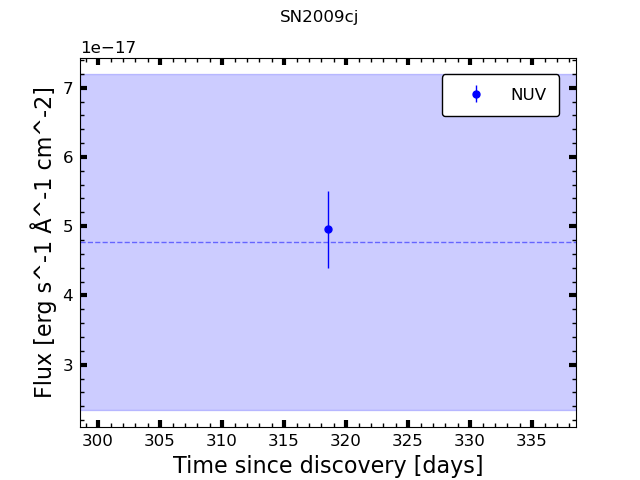 SN2009cj
1e−17
NUV
7
6
5
4
3
Flux [erg s^-1 Å^-1 cm^-2]
300 305 310 315 320 325 330 335
Time since discovery [days]